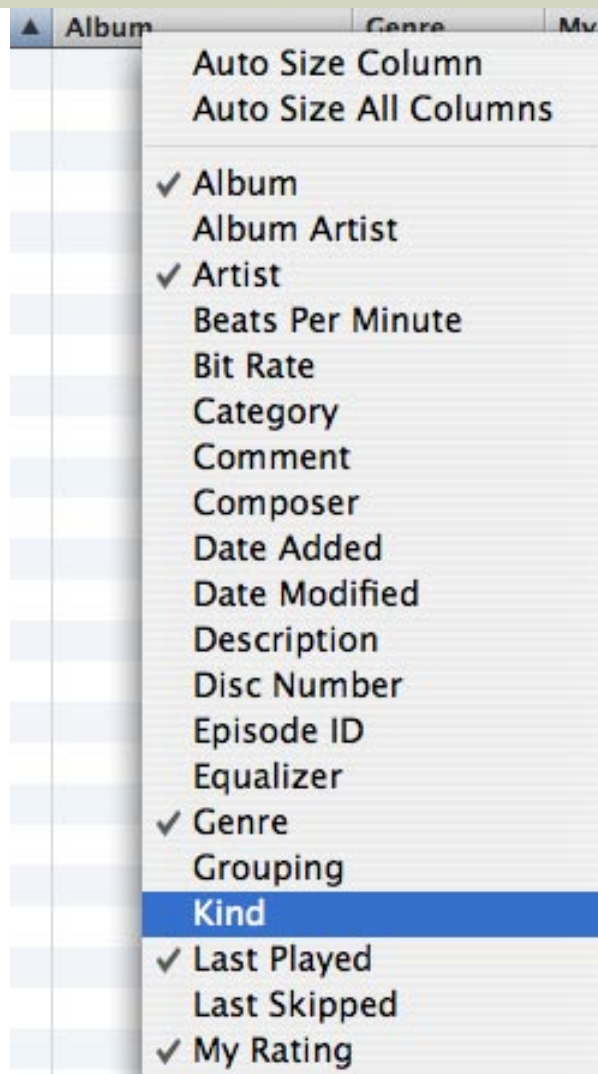 Album Genre My
Auto Size Column
Auto Size All Columns
✓ Album
Album Artist
✓ Artist
Beats Per Minute
Bit Rate
Category
Comment
Composer
Date Added
Date Modified
Description
Disc Number
Episode ID
Equalizer
✓ Genre
Grouping
Kind
✓ Last Played
Last Skipped
✓ My Rating